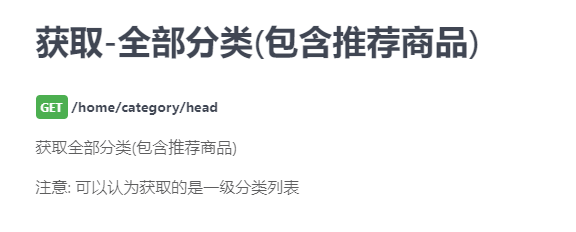 获取-全部分类(包含推荐商品)
GET /home/category/head
获取全部分类(包含推荐商品)
注意: 可以认为获取的是一级分类列表